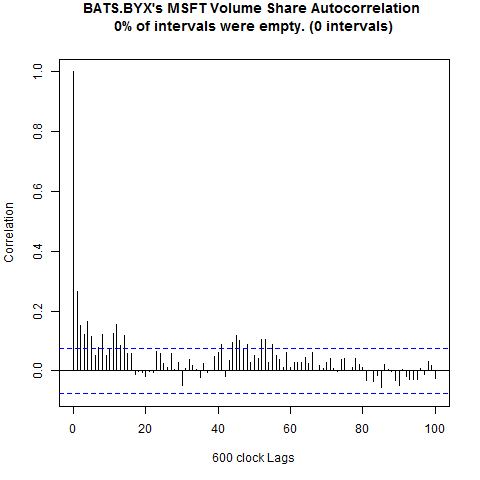 BATS.BYX's MSFT Volume Share Autocorrelation
0% of intervals were empty. (0 intervals)
1.0
0.8
0.6
0.4
0.2
0.0
Correlation
0 20 40 60 80 100
600 clock Lags